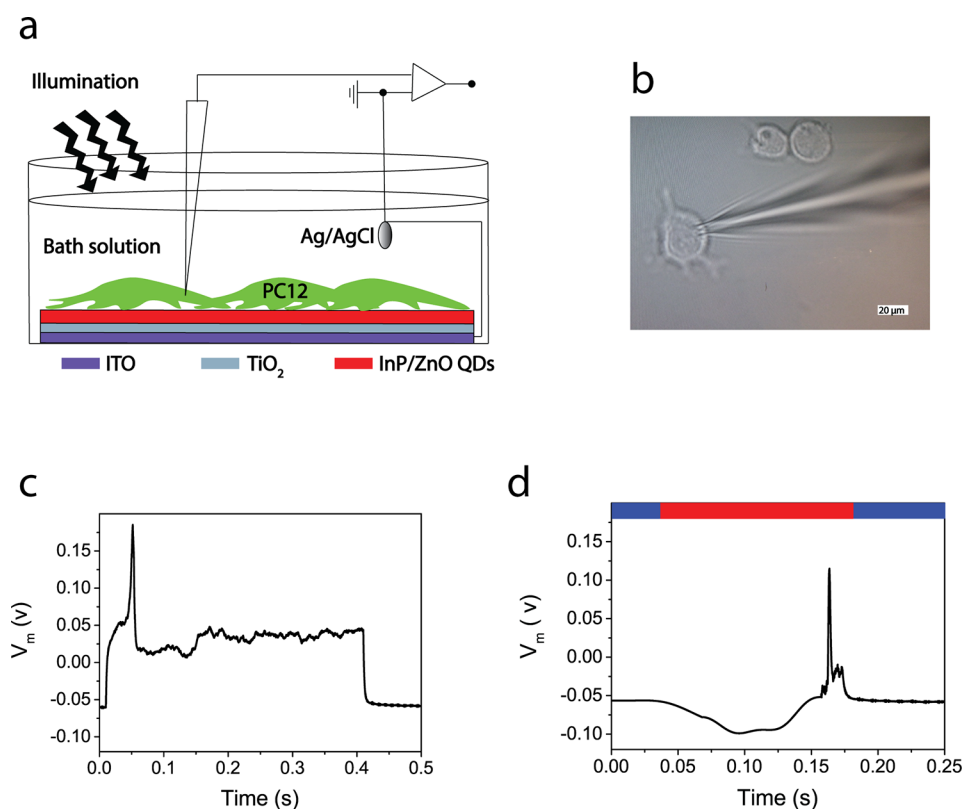 a
Illumination
Bath solution
Ag/AgCl
PC12
ITO
TiO₂
InP/ZnO QDs
b
20 µm
c
0.15
0.10
0.05
0.00
-0.05
-0.10
Vₘ (v)
0.0 0.1 0.2 0.3 0.4 0.5
Time (s)
d
0.15
0.10
0.05
0.00
-0.05
-0.10
Vₘ ( v)
0.00 0.05 0.10 0.15 0.20 0.25
Time (s)